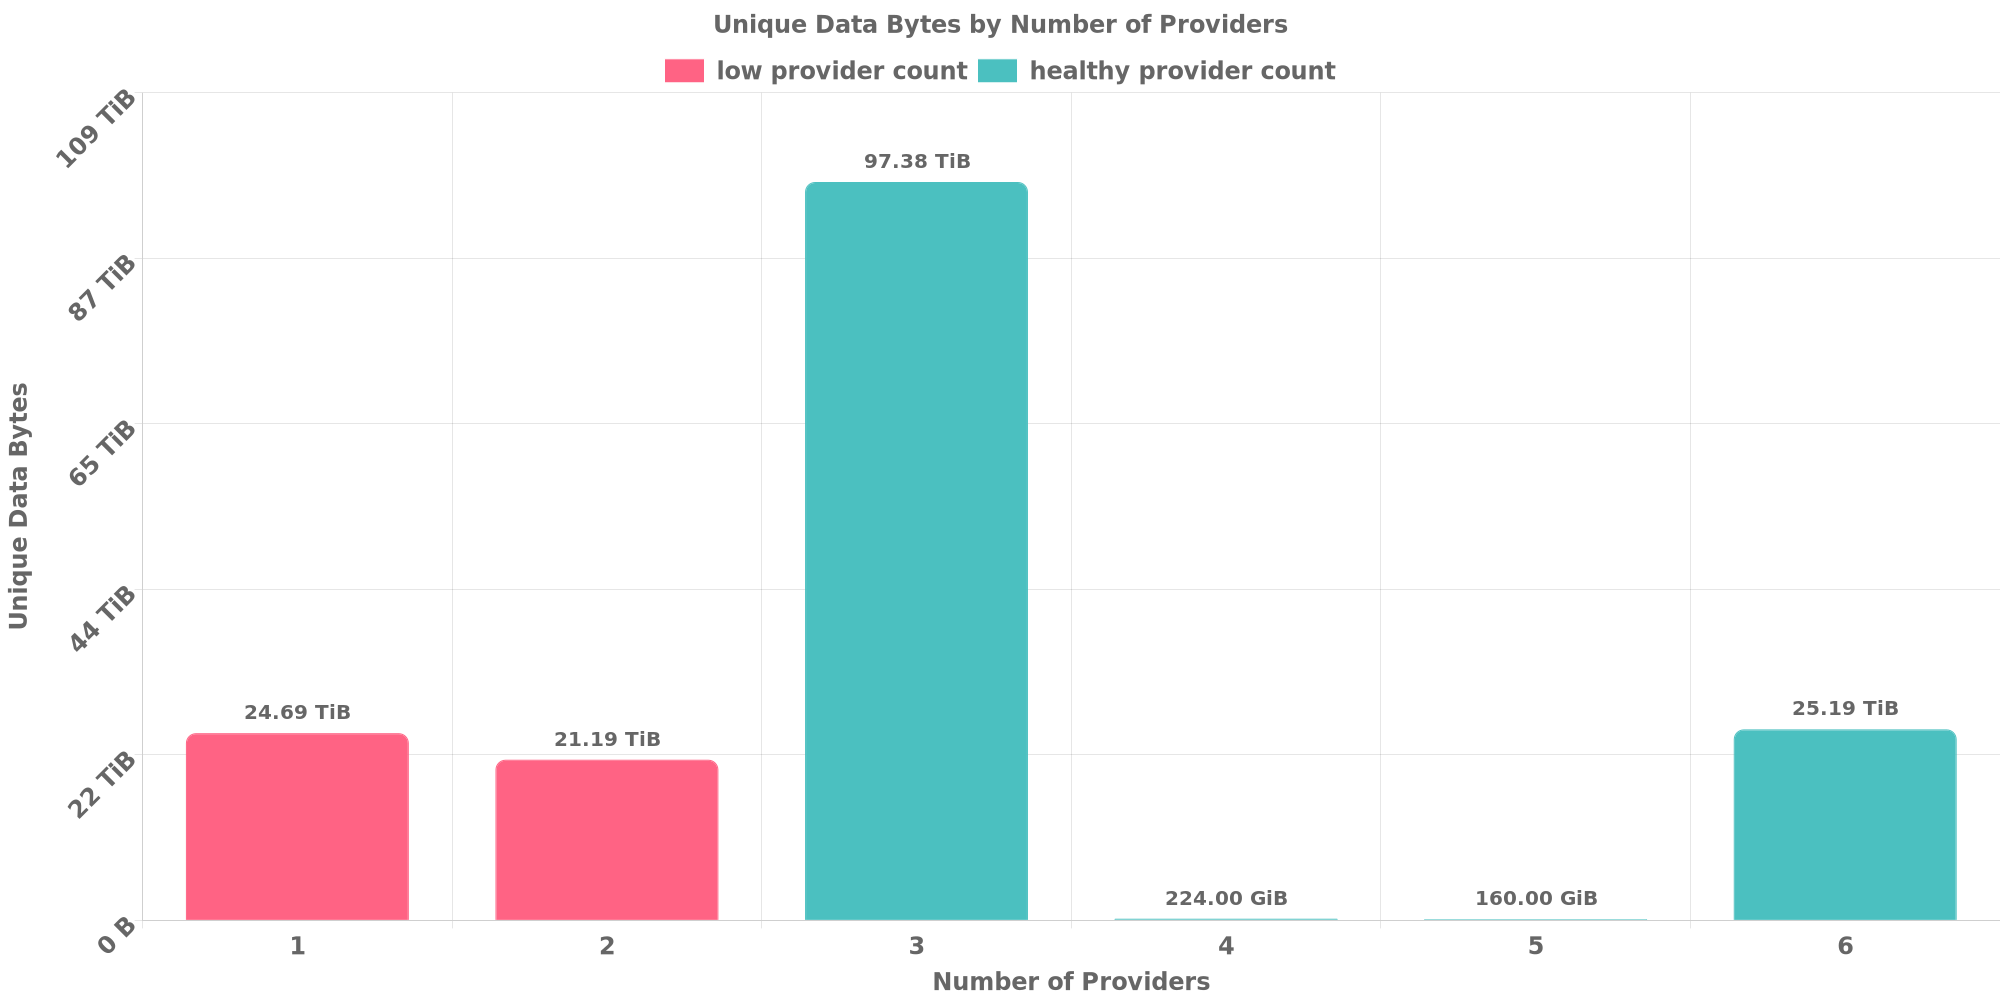 Unique Data Bytes by Number of Providers
low provider count healthy provider count
109 TiB
87 TiB
65 TiB
44 TiB
22 TiB
0 B
Unique Data Bytes
24.69 TiB
21.19 TiB
97.38 TiB
224.00 GiB
160.00 GiB
25.19 TiB
1 2 3 4 5 6
Number of Providers